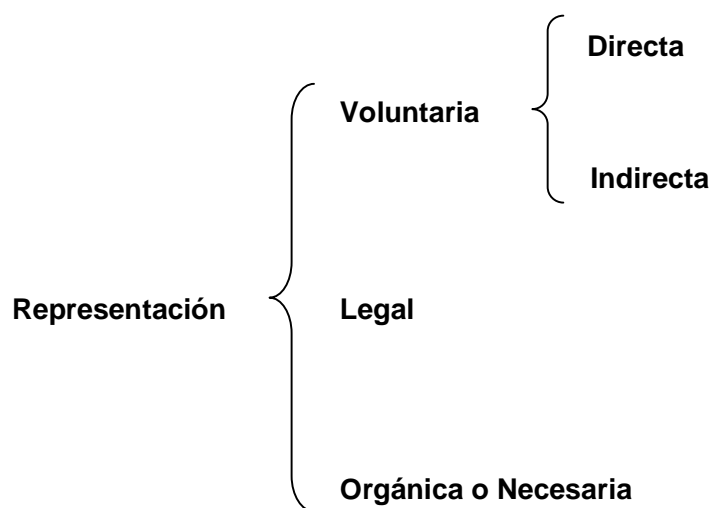 Representación
Voluntaria
Directa
Indirecta
Legal
Orgánica o Necesaria